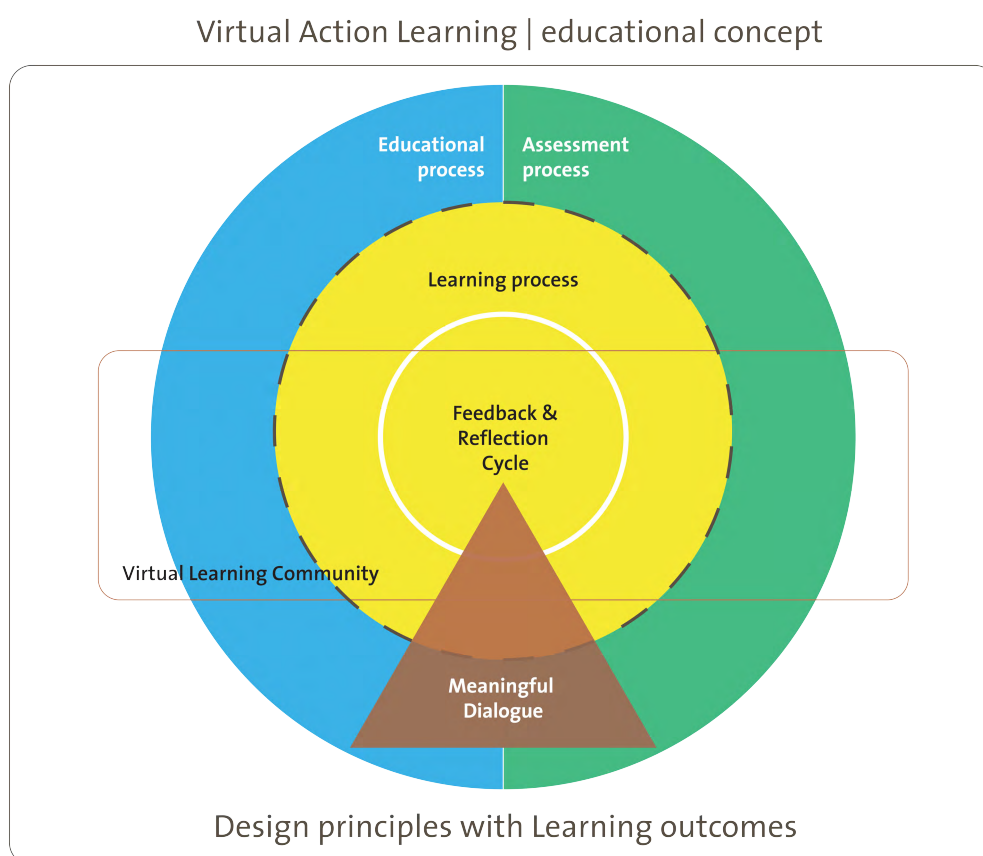 Virtual Action Learning | educational concept
Educational
process
Assessment
process
Learning process
Feedback &
Reflection
Cycle
Virtual Learning Community
Meaningful
Dialogue
Design principles with Learning outcomes